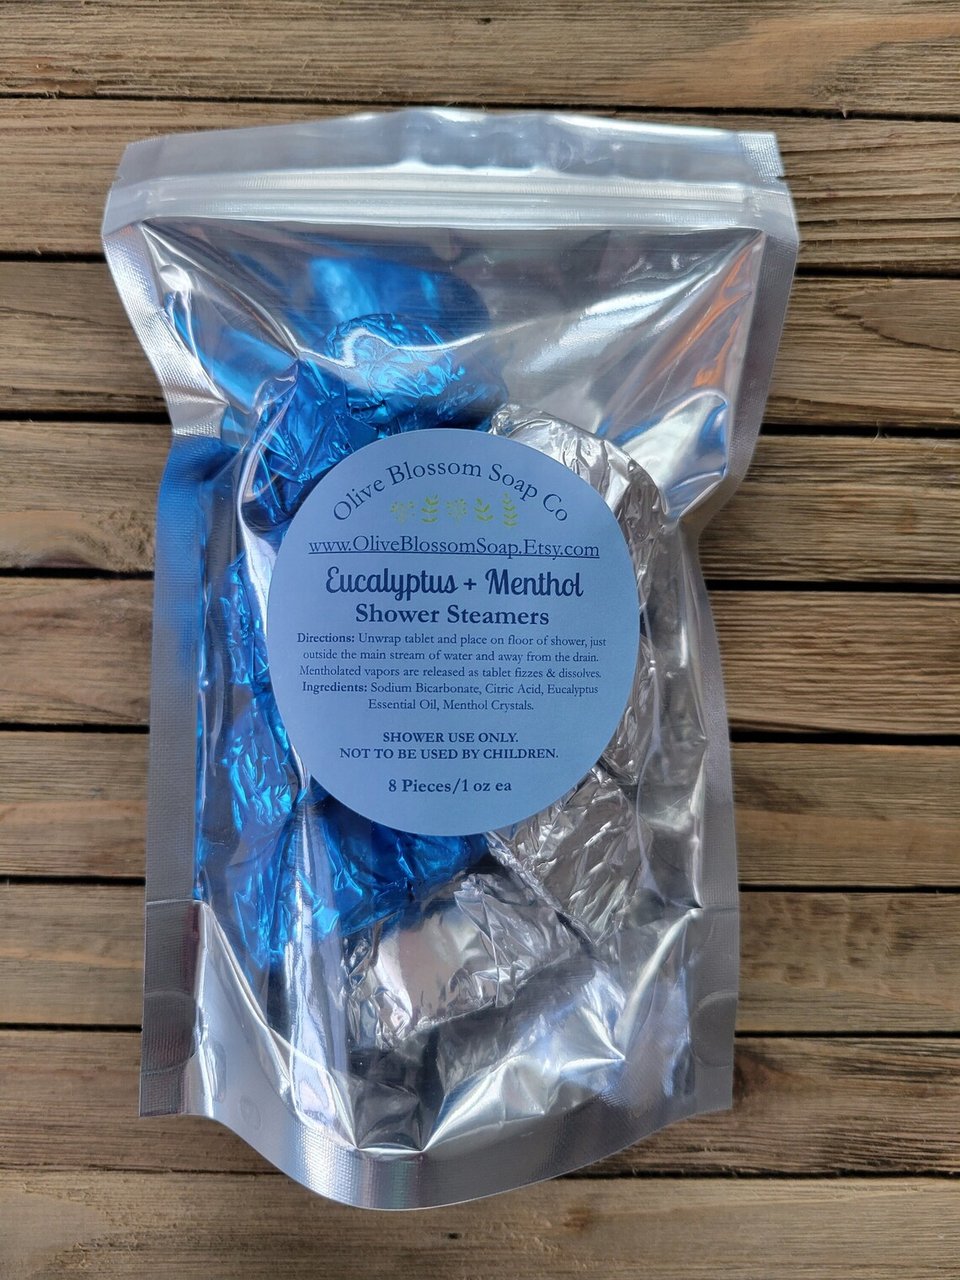 Olive Blossom Soap Co
www.OliveBlossomSoap.Etsy.com
Eucalyptus + Menthol
Shower Steamers
Directions: Unwrap tablet and place on floor of shower, just
outside the main stream of water and away from the drain.
Mentholated vapors are released as tablet fizzes & dissolves.
Ingredients: Sodium Bicarbonate, Citric Acid, Eucalyptus
Essential Oil, Menthol Crystals.
SHOWER USE ONLY.
NOT TO BE USED BY CHILDREN.
8 Pieces/1 oz ea